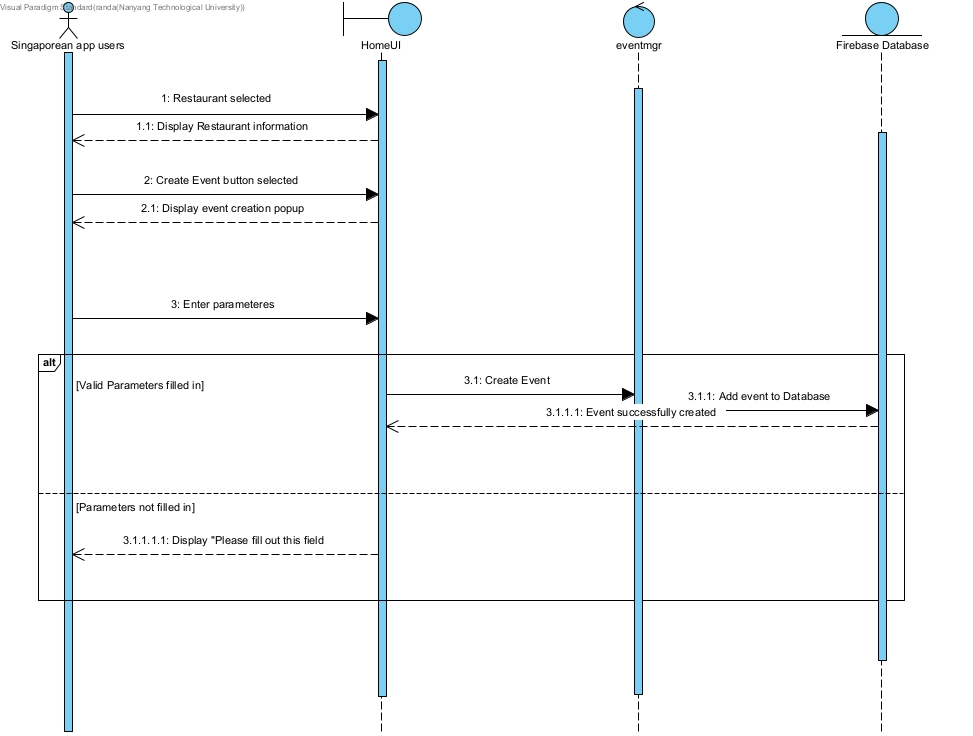 Visual Paradigm Standard(randa(Nanyang Technological University))
Singaporean app users
HomeUI
eventmgr
Firebase Database
1: Restaurant selected
1.1: Display Restaurant information
2: Create Event button selected
2.1: Display event creation popup
3: Enter parameteres
alt
[Valid Parameters filled in]
3.1: Create Event
3.1.1: Add event to Database
3.1.1.1: Event successfully created
[Parameters not filled in]
3.1.1.1.1: Display "Please fill out this field